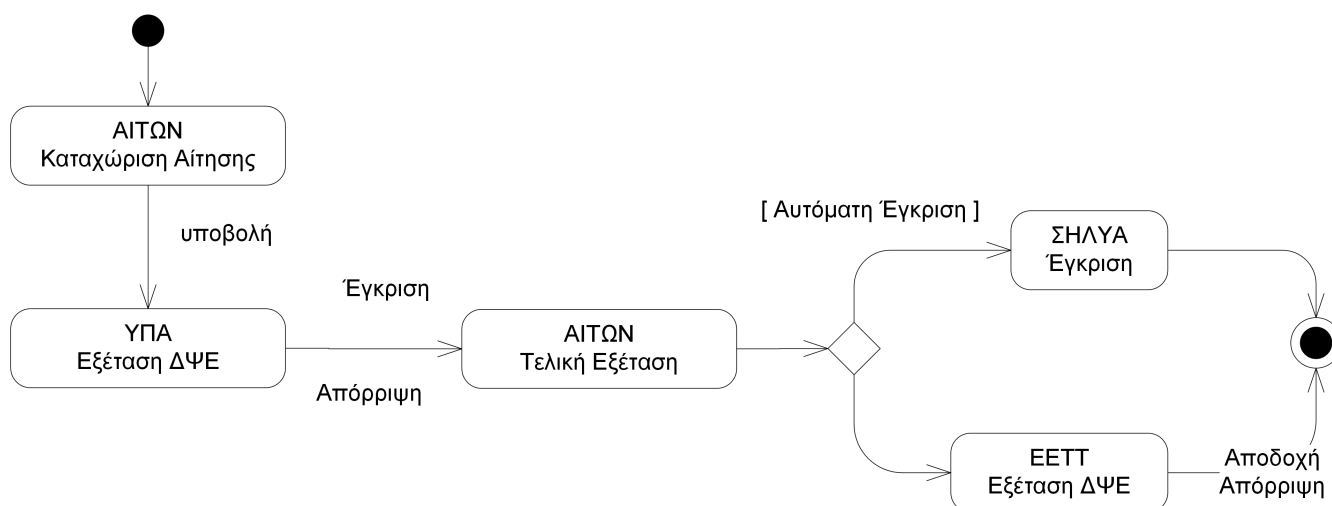 ΑΙΤΩΝ
Καταχώριση Αίτησης
υποβολή
ΥΠΑ
Εξέταση ΔΨΕ
Έγκριση
Απόρριψη
ΑΙΤΩΝ
Τελική Εξέταση
[ Αυτόματη Έγκριση ]
ΣΗΛΥΑ
Έγκριση
ΕΕΤΤ
Εξέταση ΔΨΕ
Αποδοχή
Απόρριψη